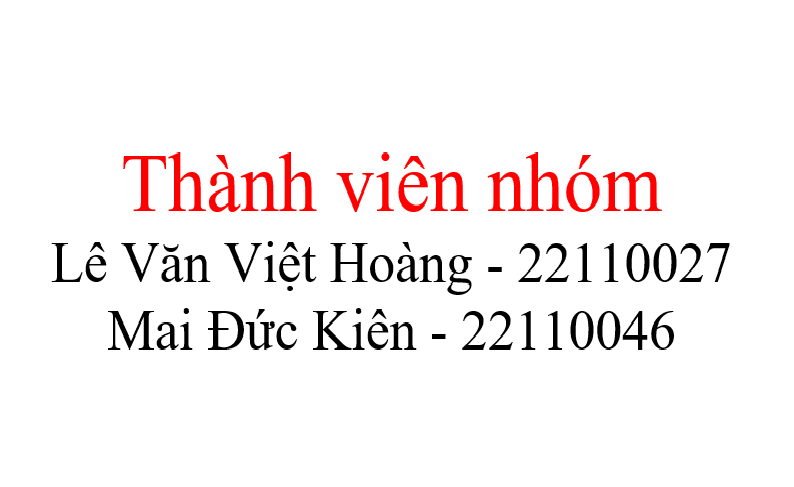 Thành viên nhóm
Lê Văn Việt Hoàng - 22110027
Mai Đức Kiên - 22110046